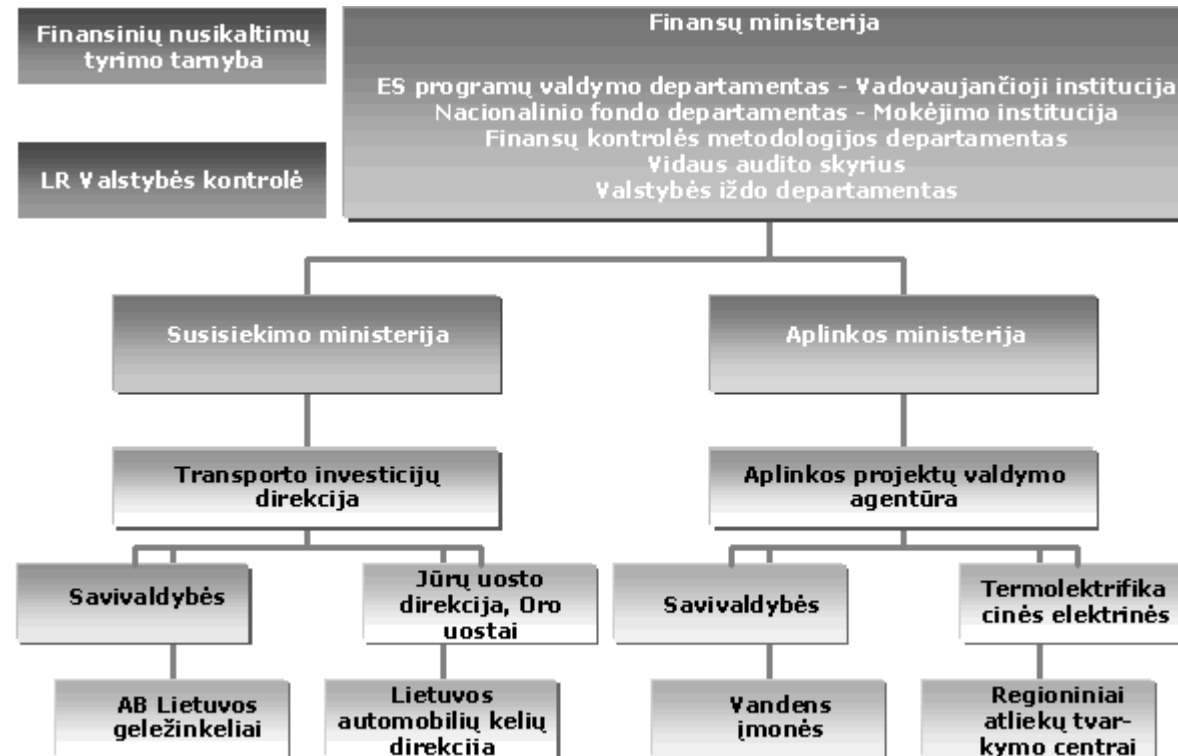 Finansinių nusikaltimų
tyrimo tarnyba
LR Valstybės kontrolė
Finansų ministerija
ES programų valdymo departamentas - Vadovaujančioji institucija
Nacionalinio fondo departamentas - Mokėjimo institucija
Finansų kontrolės metodologijos departamentas
Vidaus audito skyrius
Valstybės iždo departamentas
Susisiekimo ministerija
Aplinkos ministerija
Transporto investicijų
direkcija
Aplinkos projektų valdymo
agentūra
Savivaldybės
Jūrų uosto
direkcija, Oro
uostai
Savivaldybės
Termolektrifika
cinės elektrinės
AB Lietuvos
geležinkeliai
Lietuvos
automobilių kelių
direkcija
Vandens
įmonės
Regioniniai
atliekų tvar-
kymo centrai